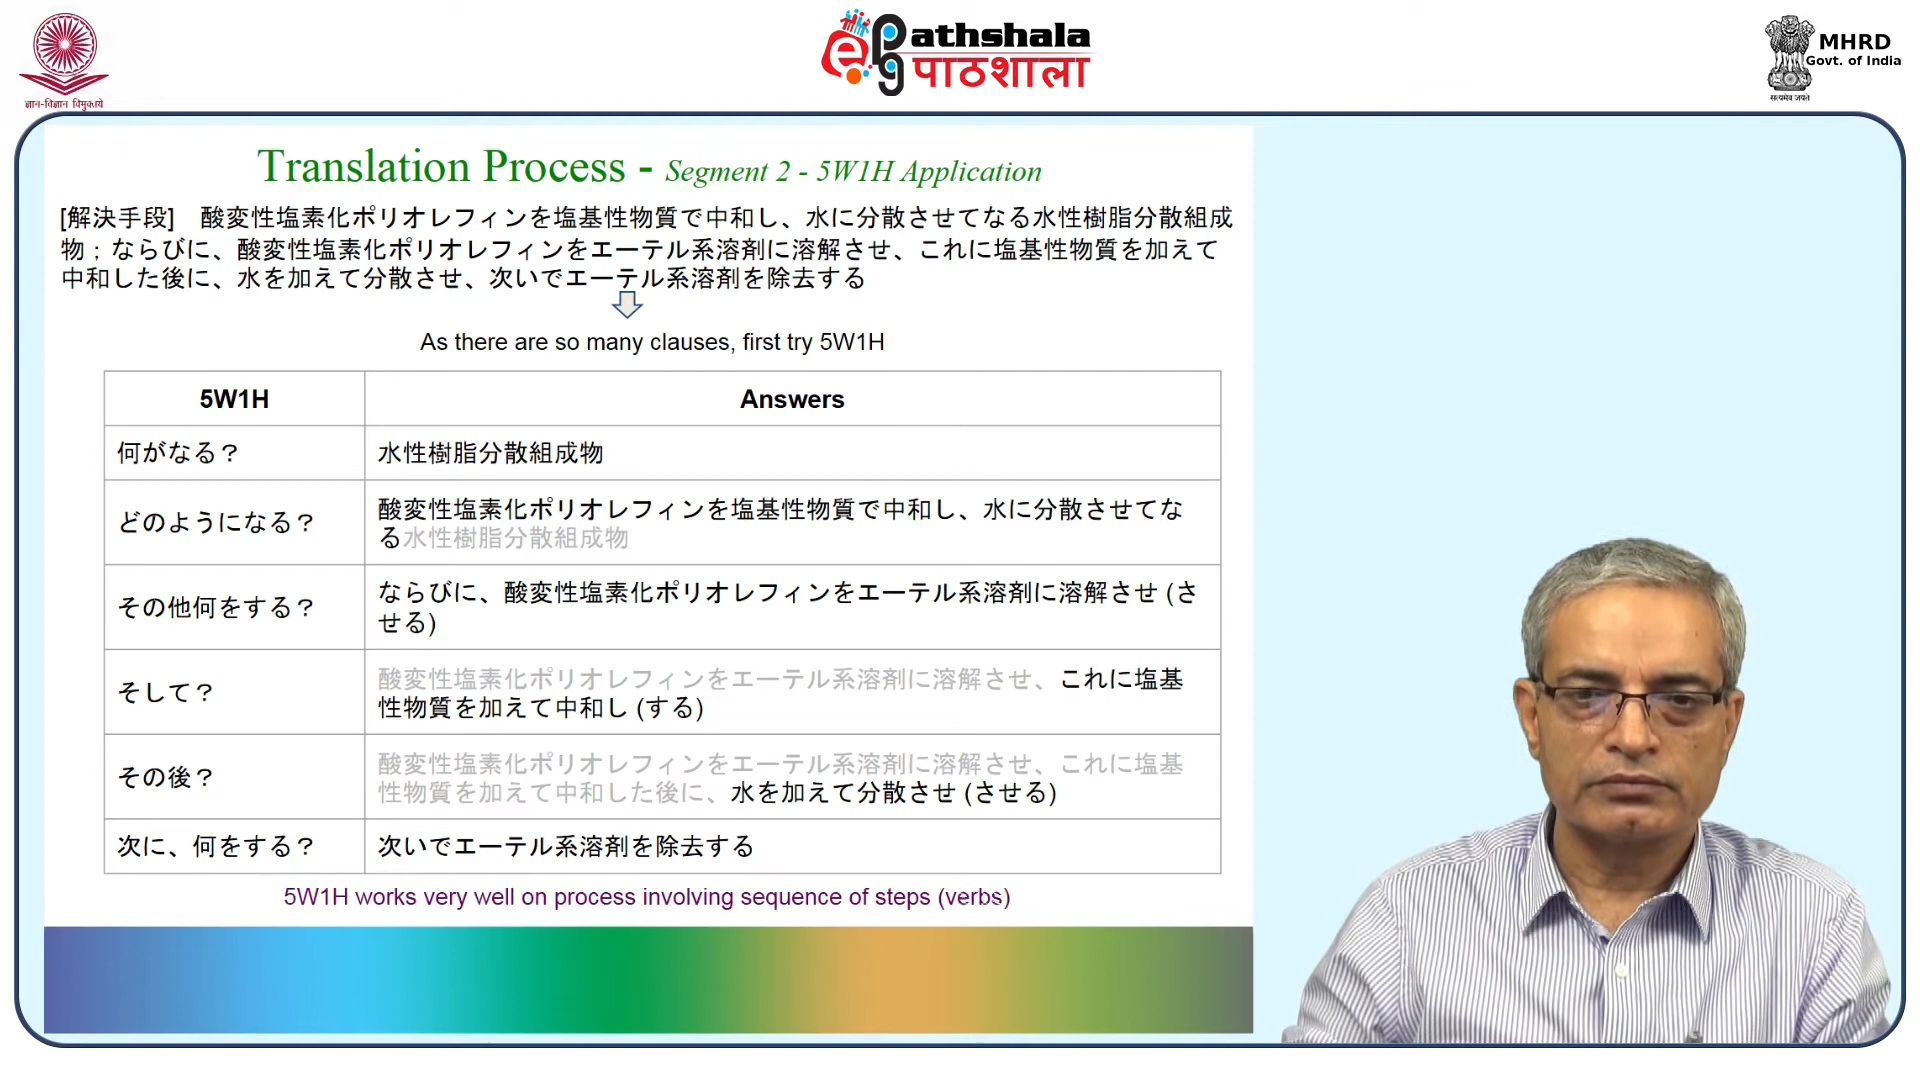 ज्ञान-विज्ञान विमुक्तये
ePathshala
पाठशाला
MHRD
Govt. of India
सत्यमेव जयते
Translation Process - Segment 2 - 5W1H Application
[解決手段]　酸変性塩素化ポリオレフィンを塩基性物質で中和し、水に分散させてなる水性樹脂分散組成
物；ならびに、酸変性塩素化ポリオレフィンをエーテル系溶剤に溶解させ、これに塩基性物質を加えて
中和した後に、水を加えて分散させ、次いでエーテル系溶剤を除去する
As there are so many clauses, first try 5W1H
5W1H Answers
何がなる？ 水性樹脂分散組成物
どのようになる？ 酸変性塩素化ポリオレフィンを塩基性物質で中和し、水に分散させてな
る水性樹脂分散組成物
その他何をする？ ならびに、酸変性塩素化ポリオレフィンをエーテル系溶剤に溶解させ (さ
せる)
そして？ 酸変性塩素化ポリオレフィンをエーテル系溶剤に溶解させ、これに塩基
性物質を加えて中和し (する)
その後？ 酸変性塩素化ポリオレフィンをエーテル系溶剤に溶解させ、これに塩基
性物質を加えて中和した後に、水を加えて分散させ (させる)
次に、何をする？ 次いでエーテル系溶剤を除去する
5W1H works very well on process involving sequence of steps (verbs)